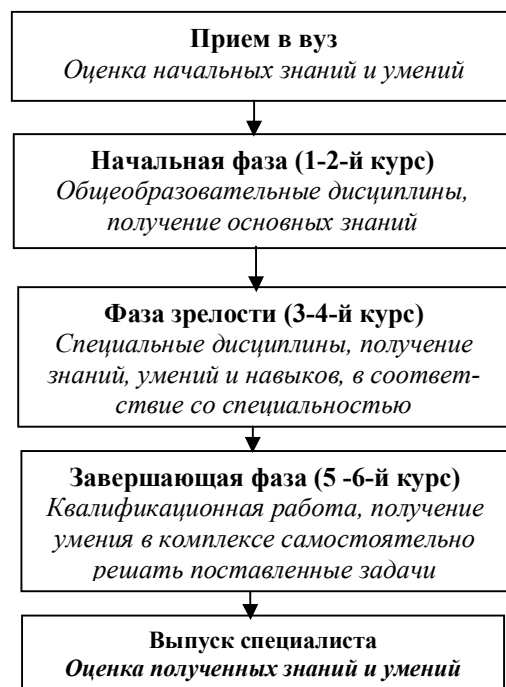 Прием в вуз
Оценка начальных знаний и умений
Начальная фаза (1-2-й курс)
Общеобразовательные дисциплины,
получение основных знаний
Фаза зрелости (3-4-й курс)
Специальные дисциплины, получение
знаний, умений и навыков, в соответ-
ствие со специальностью
Завершающая фаза (5 -6-й курс)
Квалификационная работа, получение
умения в комплексе самостоятельно
решать поставленные задачи
Выпуск специалиста
Оценка полученных знаний и умений